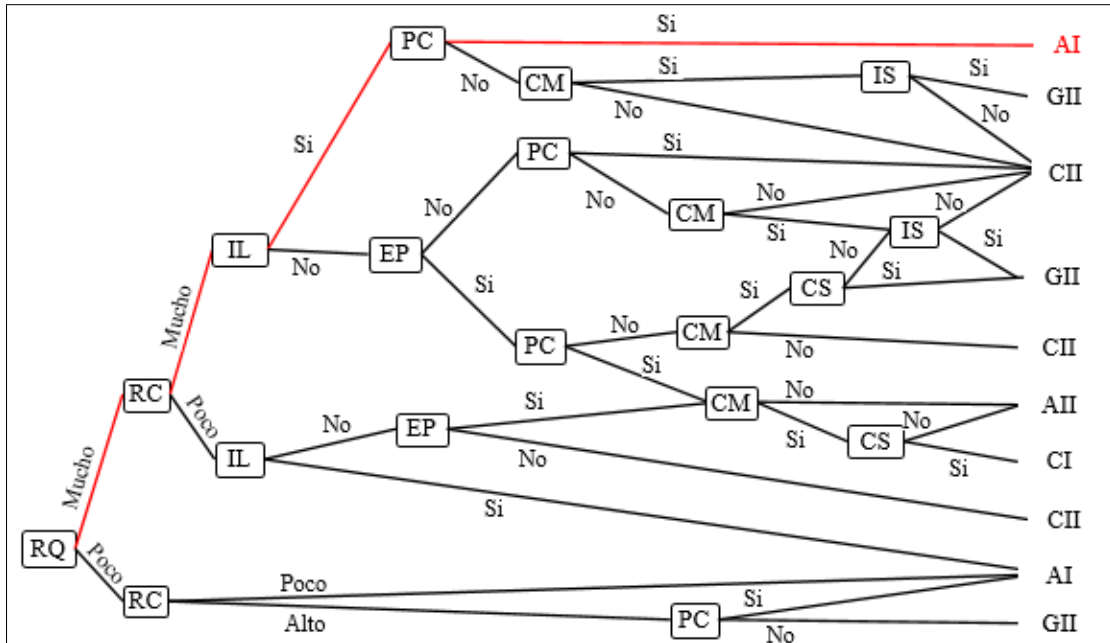 Si
PC
AI
No
CM
Si
IS
Si
GII
No
No
Si
PC
Si
CII
No
No
CM
No
No
Si
IS
IL
EP
No
No
Si
Si
CS
Si
GII
Mucho
Si
No
CM
PC
No
CII
Si
RC
No
Poco
Si
CM
AII
No
EP
No
Si
CS
IL
Si
CI
Mucho
No
Si
CII
RQ
Poco
Poco
AI
RC
Si
Alto
PC
GII
No